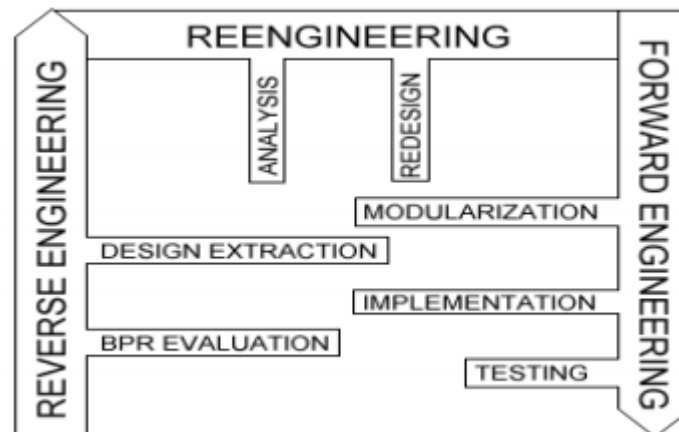 REENGINEERING
REVERSE ENGINEERING
ANALYSIS
REDESIGN
FORWARD ENGINEERING
MODULARIZATION
DESIGN EXTRACTION
IMPLEMENTATION
BPR EVALUATION
TESTING